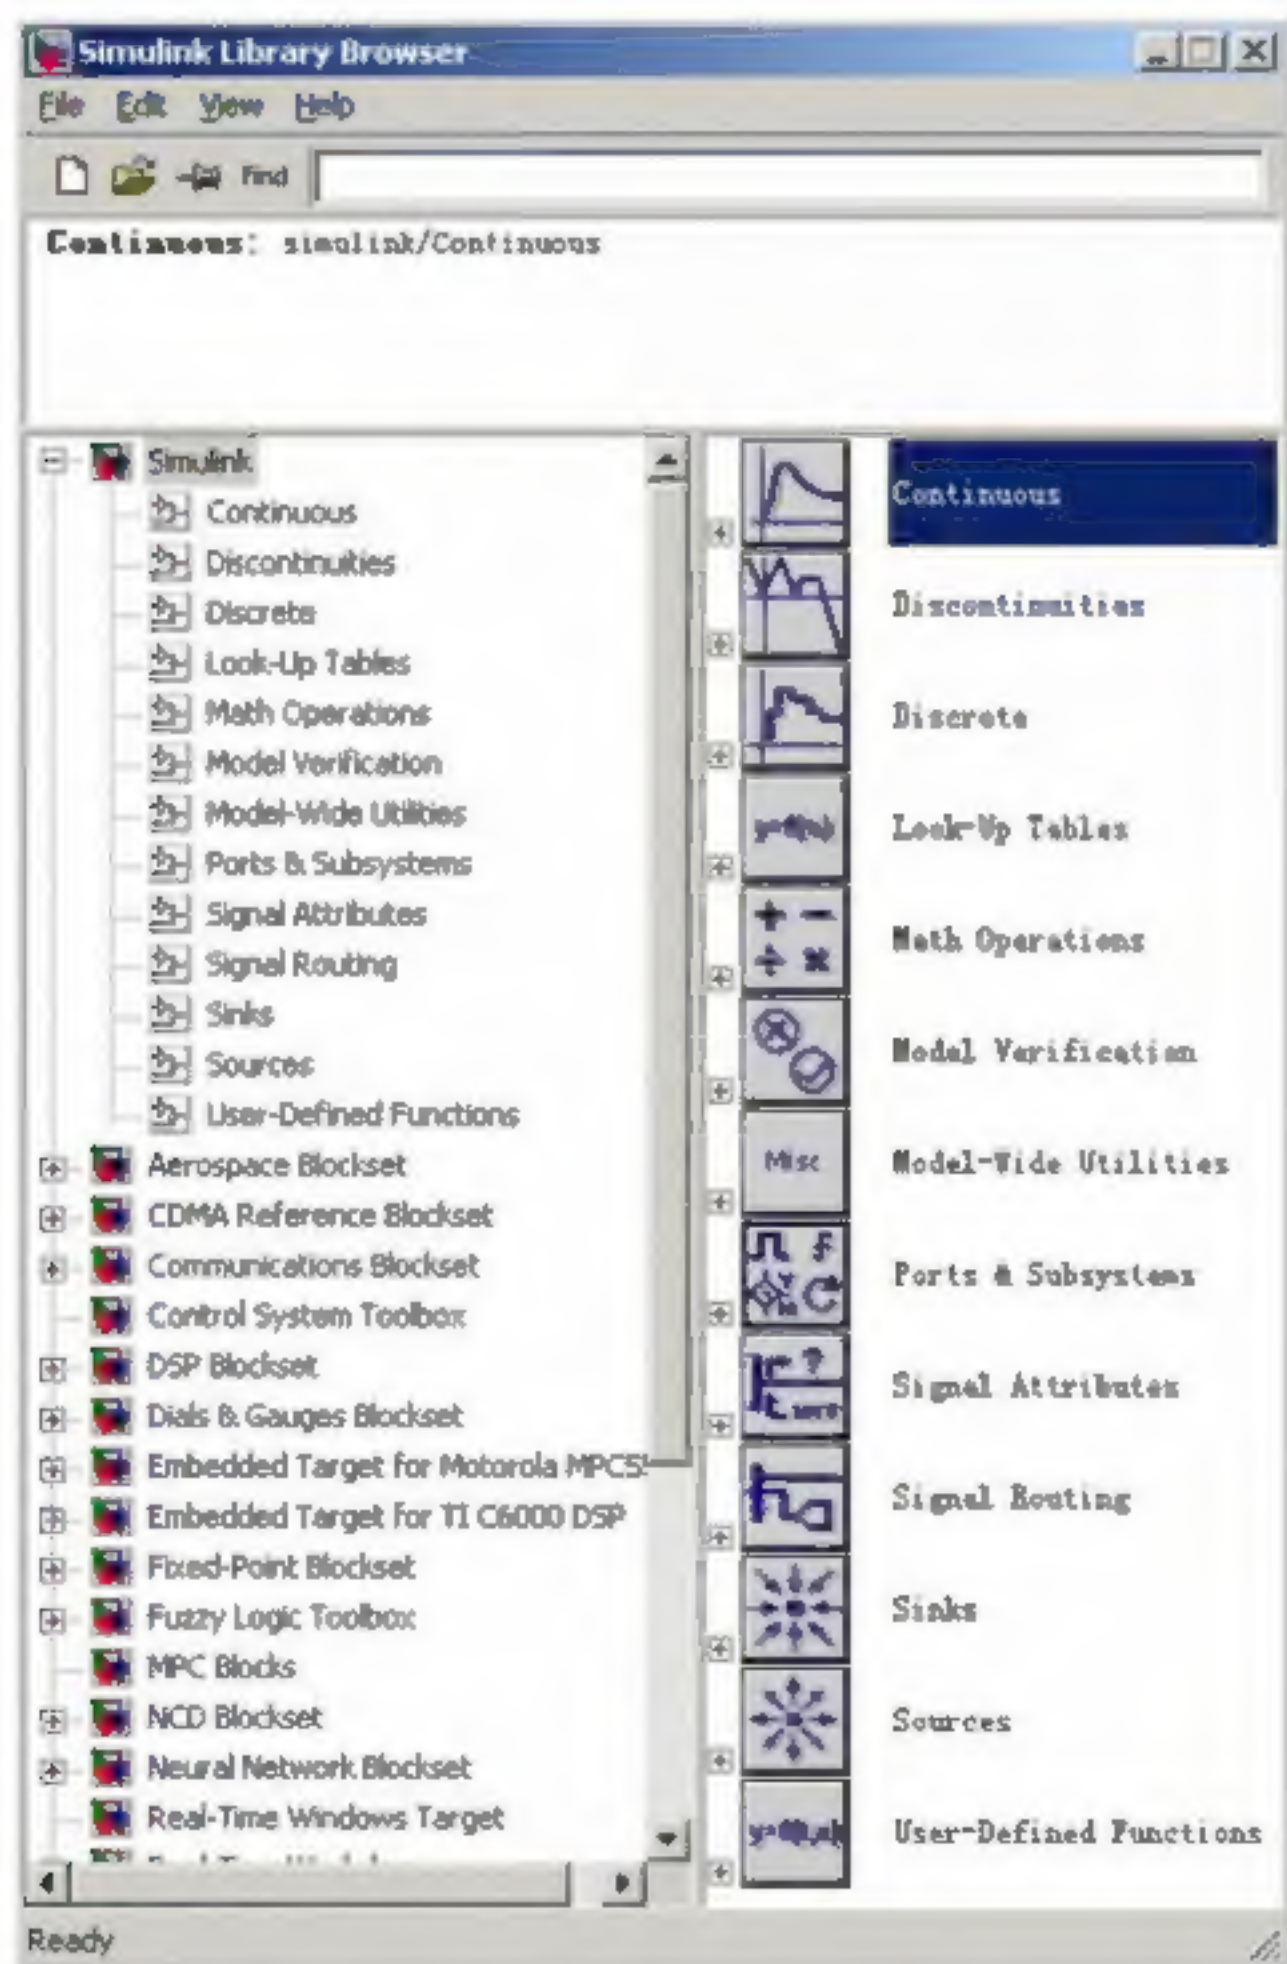 Simulink Library Browser
File Edit View Help
Find
Continuous: simulink/Continuous
Simulink
Continuous
Discontinuities
Discrete
Look-Up Tables
Math Operations
Model Verification
Model-Wide Utilities
Ports & Subsystems
Signal Attributes
Signal Routing
Sinks
Sources
User-Defined Functions
Aerospace Blockset
CDMA Reference Blockset
Communications Blockset
Control System Toolbox
DSP Blockset
Dials & Gauges Blockset
Embedded Target for Motorola
Embedded Target for TI C6000 DSP
Fixed-Point Blockset
Fuzzy Logic Toolbox
MPC Blocks
NCD Blockset
Neural Network Blockset
Real-Time Windows Target
Continuous
Discontinuities
Discrete
Look-Up Tables
Math Operations
Model Verification
Misc
Model-Wide Utilities
Ports & Subsystems
Signal Attributes
Signal Routing
Sinks
Sources
User-Defined Functions
Ready